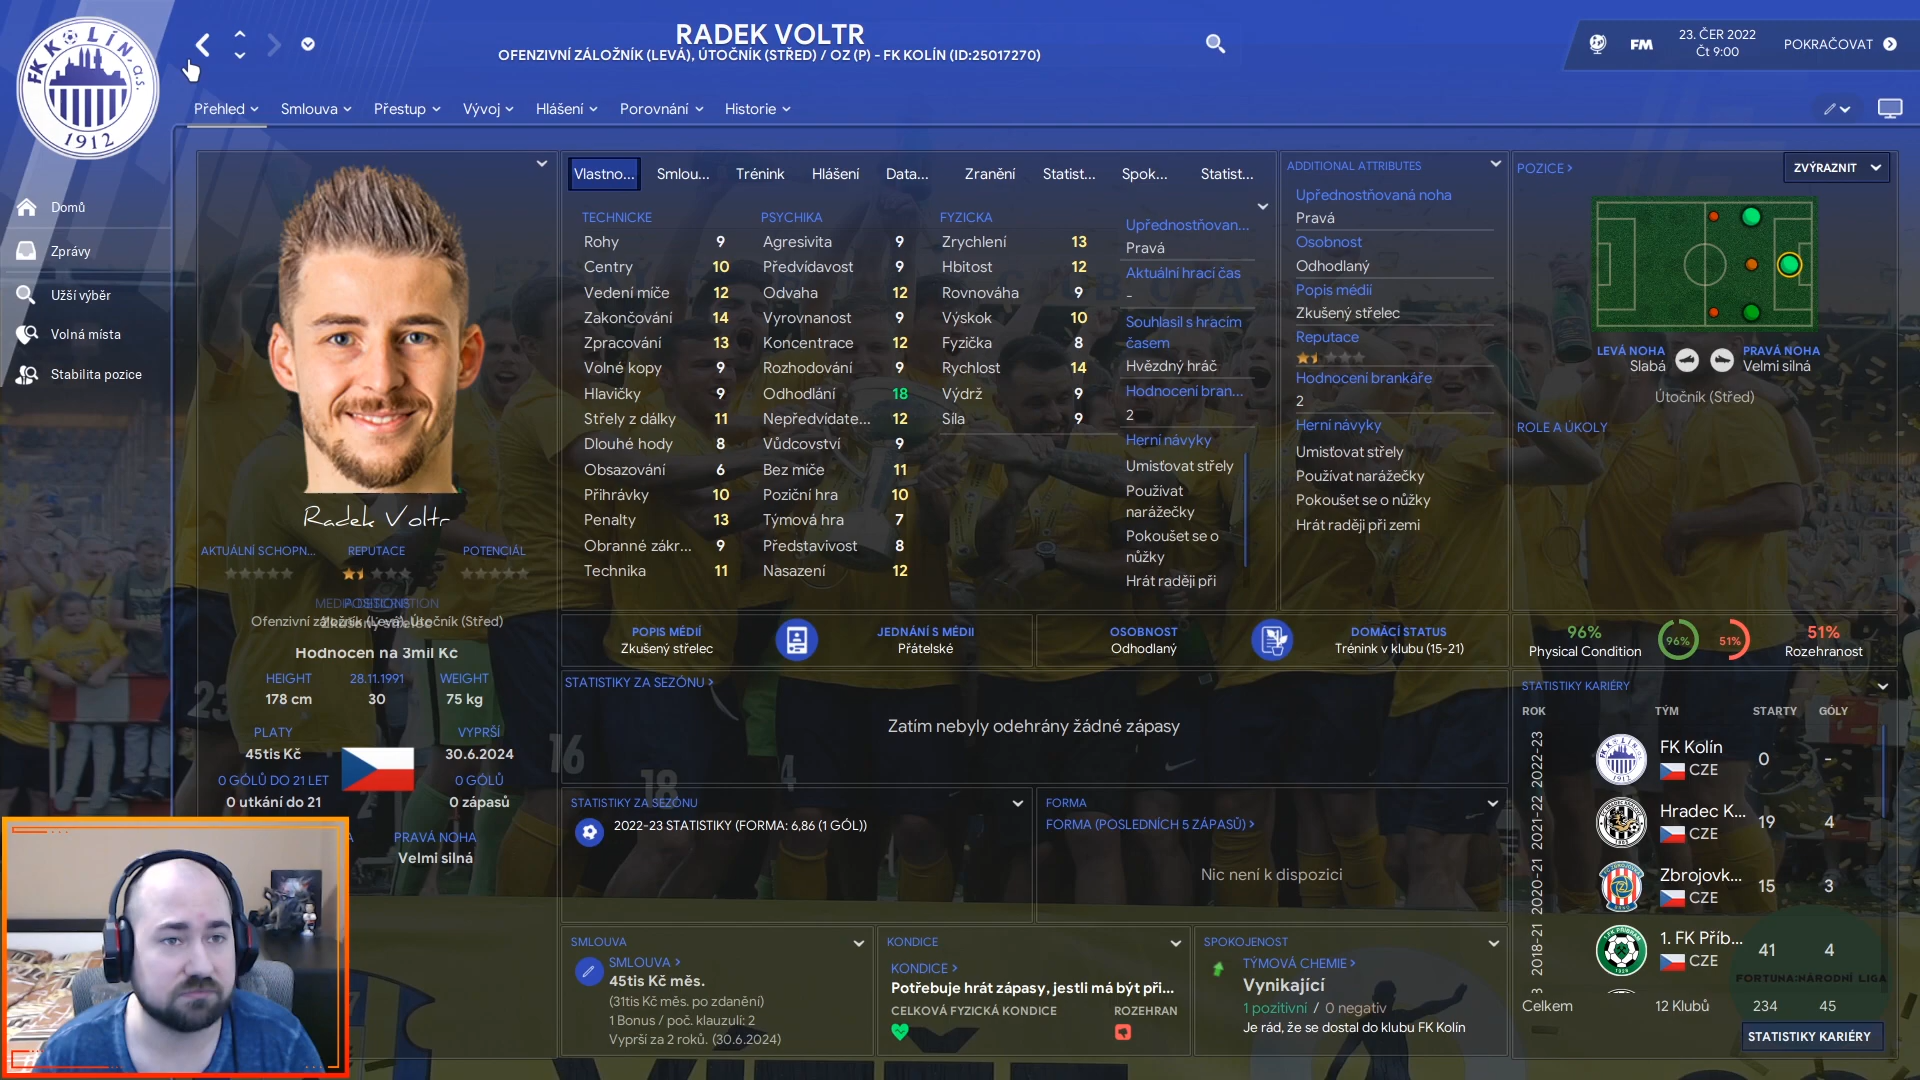 RADEK VOLTR
OFENZIVNÍ ZÁLOŽNÍK (LEVÁ), ÚTOČNÍK (STŘED) / OZ (P) - FK KOLÍN (ID:25017270)
FM
23. ČER 2022
Čt 9:00
POKRAČOVAT
FK KOLÍN, a.s.
1912
Přehled
Smlouva
Přestup
Vývoj
Hlášení
Porovnání
Historie
Domů
Zprávy
Užší výběr
Volná místa
Stabilita pozice
Radek Voltr
AKTUÁLNÍ SCHOPN...
REPUTACE
POTENCIÁL
Ofenzivní záložník (Levá), Útočník (Střed)
Hodnocen na 3mil Kč
HEIGHT
28.11.1991
WEIGHT
178 cm
30
75 kg
PLATY
VYPRŠÍ
45tis Kč
30.6.2024
0 GÓLŮ DO 21 LET
0 GÓLŮ
0 utkání do 21
0 zápasů
PRAVÁ NOHA
Velmi silná
Vlastno...
Smlou...
Trénink
Hlášení
Data...
Zranění
Statist...
Spok...
Statist...
TECHNICKÉ
Rohy 9
Centry 10
Vedení míče 12
Zakončování 14
Zpracování 13
Volné kopy 9
Hlavičky 9
Střely z dálky 11
Dlouhé hody 8
Obsazování 6
Přihrávky 10
Penalty 13
Obranné zákr... 9
Technika 11
PSYCHIKA
Agresivita 9
Předvídavost 9
Odvaha 12
Vyrovnanost 9
Koncentrace 12
Rozhodování 9
Odhodlání 18
Nepředvídate... 12
Vůdcovství 9
Bez míče 11
Poziční hra 10
Týmová hra 7
Představivost 8
Nasazení 12
FYZICKÁ
Zrychlení 13
Hbitost 12
Rovnováha 9
Výskok 10
Fyzička 8
Rychlost 14
Výdrž 9
Síla 9
Upřednostňovan...
Pravá
Aktuální hrací čas
-
Souhlasil s hracím
časem
Hvězdný hráč
Hodnocení bran...
2
Herní návyky
Umisťovat střely
Používat
narážečky
Pokoušet se o
nůžky
Hrát raději při
ADDITIONAL ATTRIBUTES
Upřednostňovaná noha
Pravá
Osobnost
Odhodlaný
Popis médií
Zkušený střelec
Reputace
Hodnocení brankáře
2
Herní návyky
Umisťovat střely
Používat narážečky
Pokoušet se o nůžky
Hrát raději při zemi
POZICE
ZVÝRAZNIT
LEVÁ NOHA
Slabá
PRAVÁ NOHA
Velmi silná
Útočník (Střed)
ROLE A ÚKOLY
POPIS MÉDIÍ
Zkušený střelec
JEDNÁNÍ S MÉDII
Přátelské
OSOBNOST
Odhodlaný
DOMÁCÍ STATUS
Trénink v klubu (15-21)
96%
Physical Condition
96%
51%
51%
Rozehranost
STATISTIKY ZA SEZÓNU
Zatím nebyly odehrány žádné zápasy
STATISTIKY ZA SEZÓNU
2022-23 STATISTIKY (FORMA: 6,86 (1 GÓL))
FORMA
FORMA (POSLEDNÍCH 5 ZÁPASŮ)
Nic není k dispozici
SMLOUVA
SMLOUVA
45tis Kč měs.
(31tis Kč měs. po zdanění)
1 Bonus / poč. klauzulí: 2
Vyprší za 2 roků. (30.6.2024)
KONDICE
KONDICE
Potřebuje hrát zápasy, jestli má být při...
CELKOVÁ FYZICKÁ KONDICE
ROZEHRAN
SPOKOJENOST
TÝMOVÁ CHEMIE
Vynikající
1 pozitivní / 0 negativ
Je rád, že se dostal do klubu FK Kolín
STATISTIKY KARIÉRY
ROK TÝM STARTY GÓLY
2022-23 FK Kolín CZE 0 -
2021-22 Hradec K... CZE 19 4
2020-21 Zbrojovk... CZE 15 3
2018-21 1. FK Příb... CZE 41 4
FORTUNA:NÁRODNÍ LIGA
Celkem 12 Klubů 234 45
STATISTIKY KARIÉRY